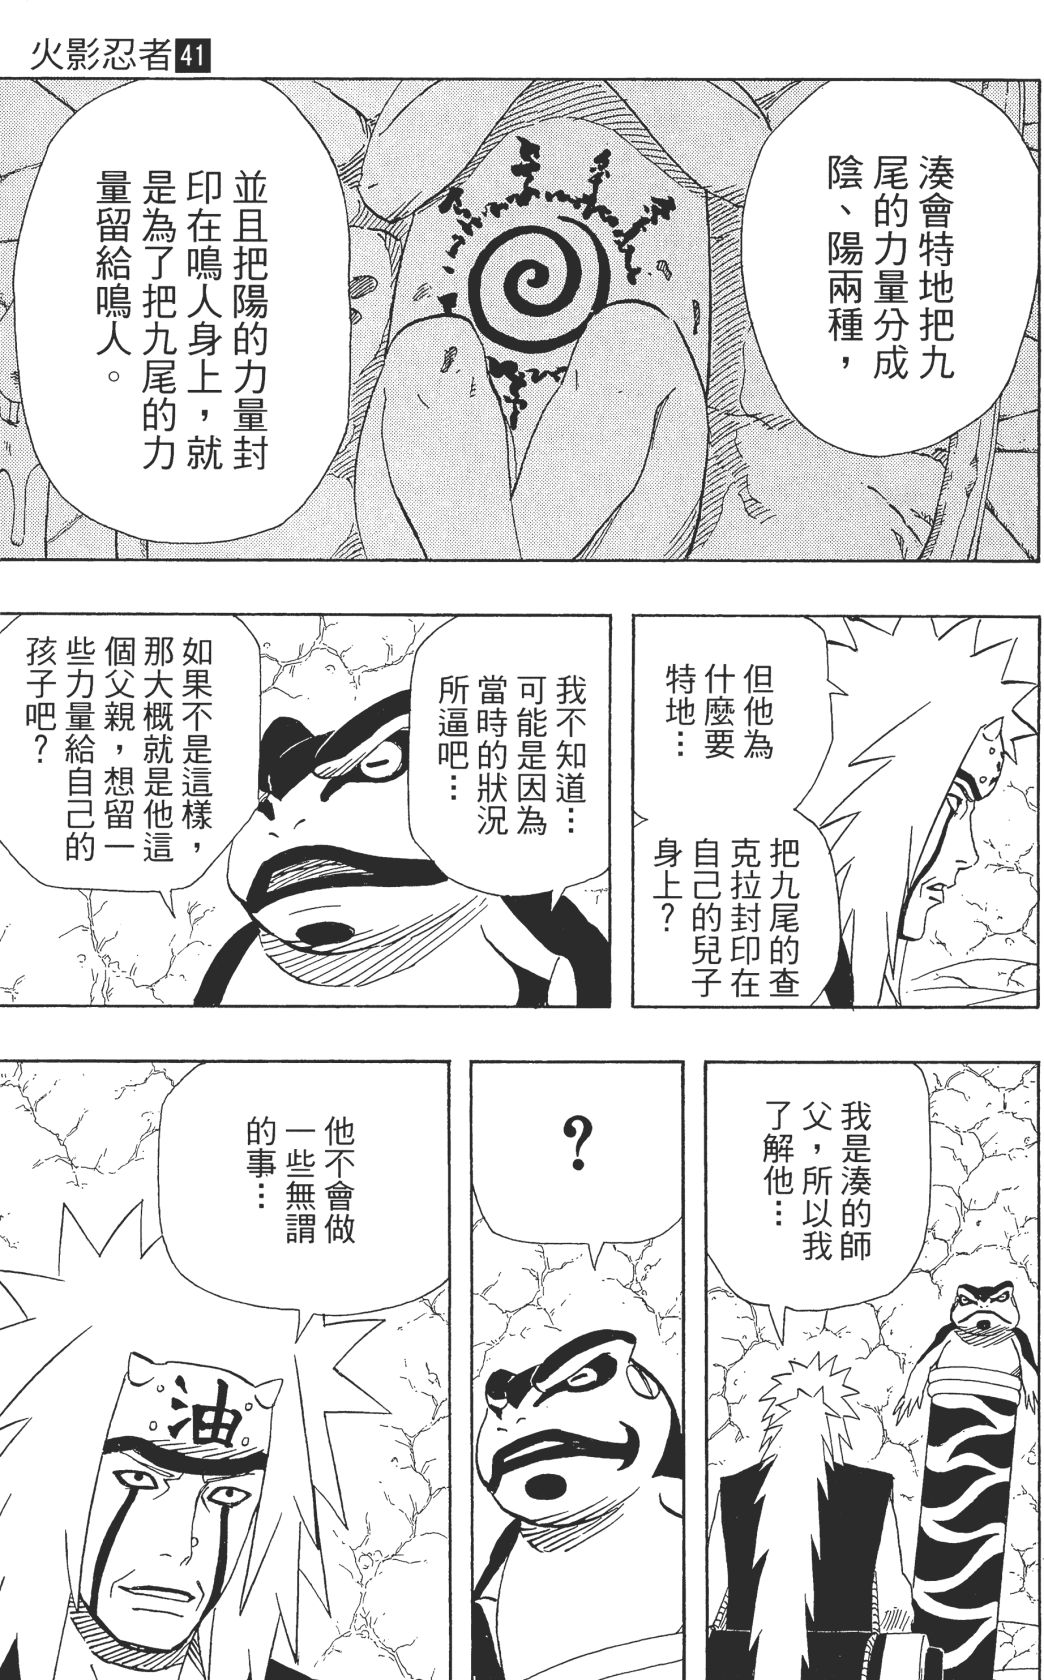 火影忍者41
湊會特地把九
尾的力量分成
陰、陽兩種，
並且把陽的力量封
印在鳴人身上，就
是為了把九尾的力
量留給鳴人。
但他為
什麼要
特地…
把九尾的查
克拉封印在
自己的兒子
身上？
我不知道…
可能是因為
當時的狀況
所逼吧…
如果不是這樣，
那大概就是他這
個父親，想留一
些力量給自己的
孩子吧？
我是湊的師
父，所以我
了解他…
？
他不會做
一些無謂
的事…
油